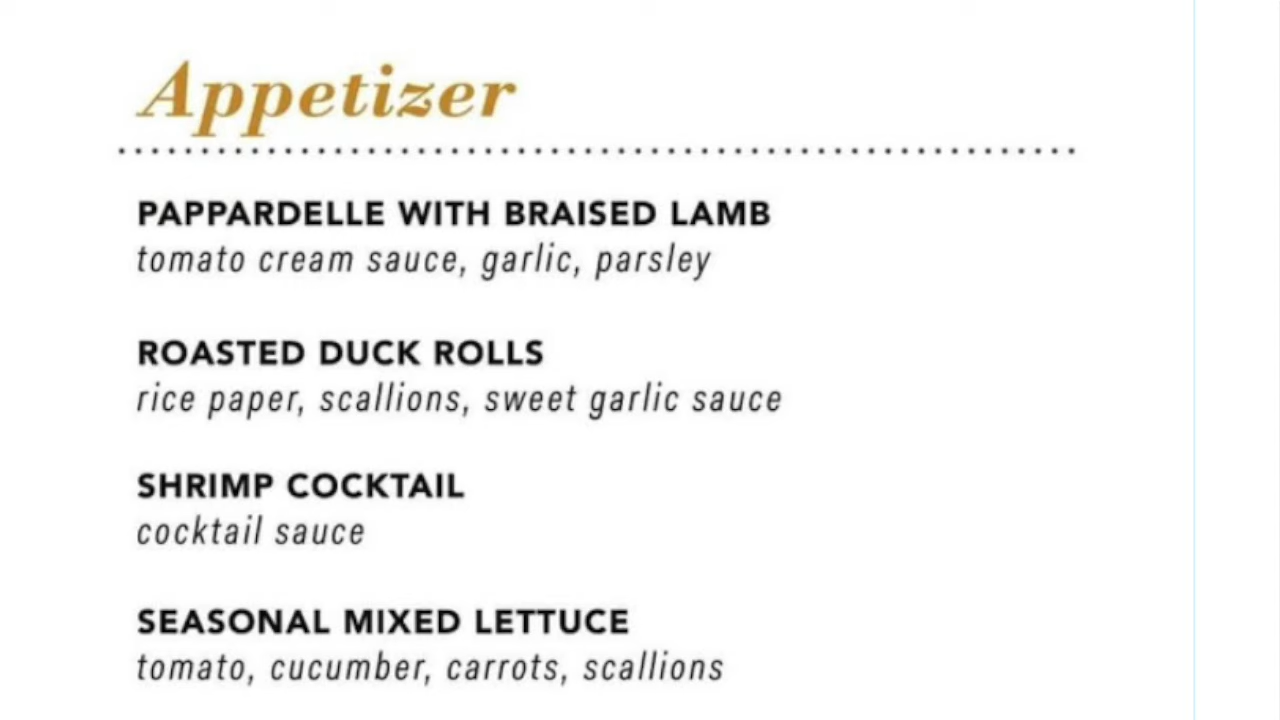 Appetizer
PAPPARDELLE WITH BRAISED LAMB
tomato cream sauce, garlic, parsley
ROASTED DUCK ROLLS
rice paper, scallions, sweet garlic sauce
SHRIMP COCKTAIL
cocktail sauce
SEASONAL MIXED LETTUCE
tomato, cucumber, carrots, scallions